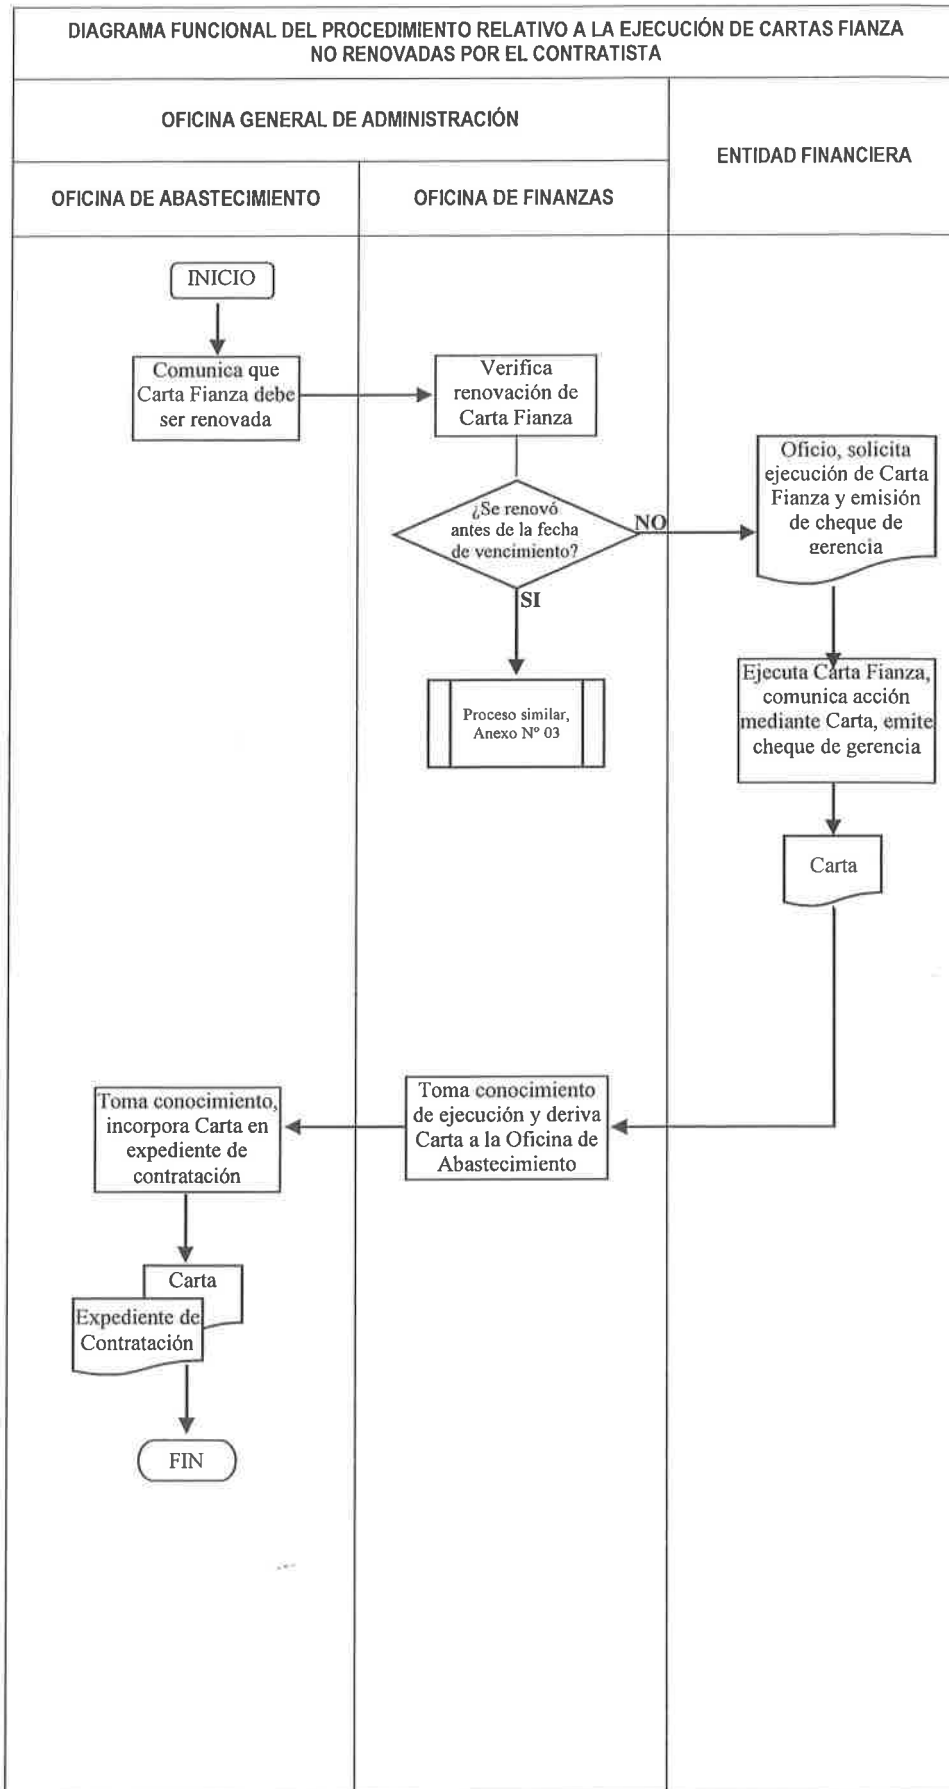 DIAGRAMA FUNCIONAL DEL PROCEDIMIENTO RELATIVO A LA EJECUCIÓN DE CARTAS FIANZA
NO RENOVADAS POR EL CONTRATISTA
OFICINA GENERAL DE ADMINISTRACIÓN
ENTIDAD FINANCIERA
OFICINA DE ABASTECIMIENTO
OFICINA DE FINANZAS
INICIO
Comunica que
Carta Fianza debe
ser renovada
Verifica
renovación de
Carta Fianza
¿Se renovó
antes de la fecha
de vencimiento?
NO
SI
Oficio, solicita
ejecución de Carta
Fianza y emisión
de cheque de
gerencia
Proceso similar,
Anexo Nº 03
Ejecuta Carta Fianza,
comunica acción
mediante Carta, emite
cheque de gerencia
Carta
Toma conocimiento
de ejecución y deriva
Carta a la Oficina de
Abastecimiento
Toma conocimiento,
incorpora Carta en
expediente de
contratación
Carta
Expediente de
Contratación
FIN